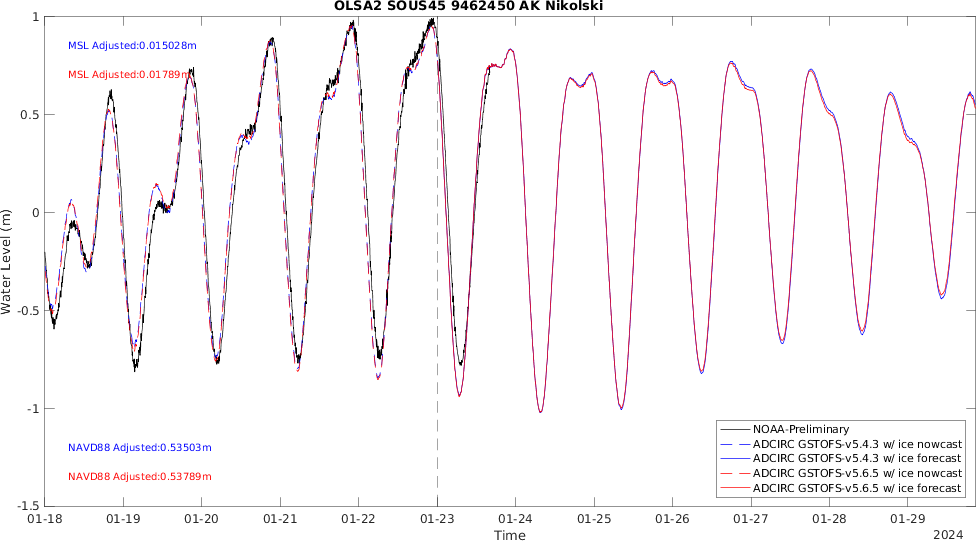 OLSA2 SOUS45 9462450 AK Nikolski
MSL Adjusted:0.015028m
MSL Adjusted:0.01789m
NAVD88 Adjusted:0.53503m
NAVD88 Adjusted:0.53789m
Water Level (m)
1
0.5
0
-0.5
-1
-1.5
NOAA-Preliminary
ADCIRC GSTOFS-v5.4.3 w/ ice nowcast
ADCIRC GSTOFS-v5.4.3 w/ ice forecast
ADCIRC GSTOFS-v5.6.5 w/ ice nowcast
ADCIRC GSTOFS-v5.6.5 w/ ice forecast
01-18 01-19 01-20 01-21 01-22 01-23 01-24 01-25 01-26 01-27 01-28 01-29
Time
2024